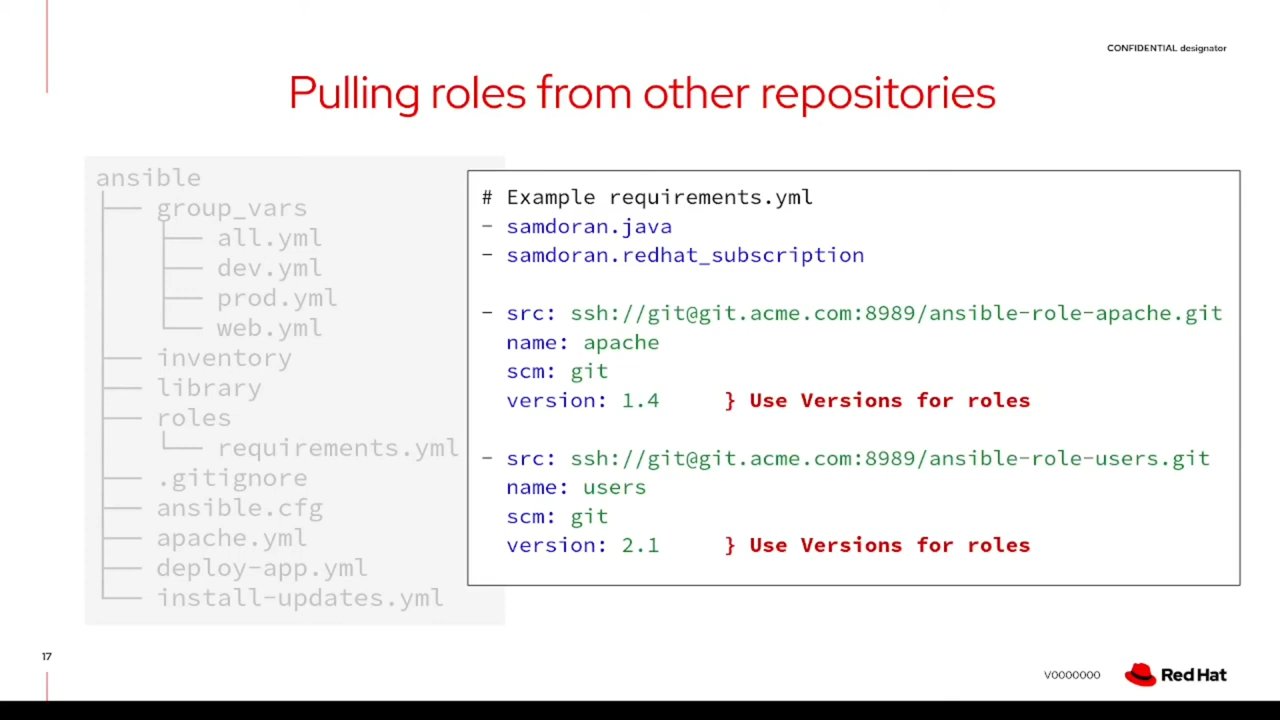 CONFIDENTIAL designator
Pulling roles from other repositories
ansible
group_vars
all.yml
dev.yml
prod.yml
web.yml
inventory
library
roles
requirements.yml
.gitignore
ansible.cfg
apache.yml
deploy-app.yml
install-updates.yml
# Example requirements.yml
- samdoran.java
- samdoran.redhat_subscription
- src: ssh://git@git.acme.com:8989/ansible-role-apache.git
name: apache
scm: git
version: 1.4 } Use Versions for roles
- src: ssh://git@git.acme.com:8989/ansible-role-users.git
name: users
scm: git
version: 2.1 } Use Versions for roles
17
V0000000
Red Hat